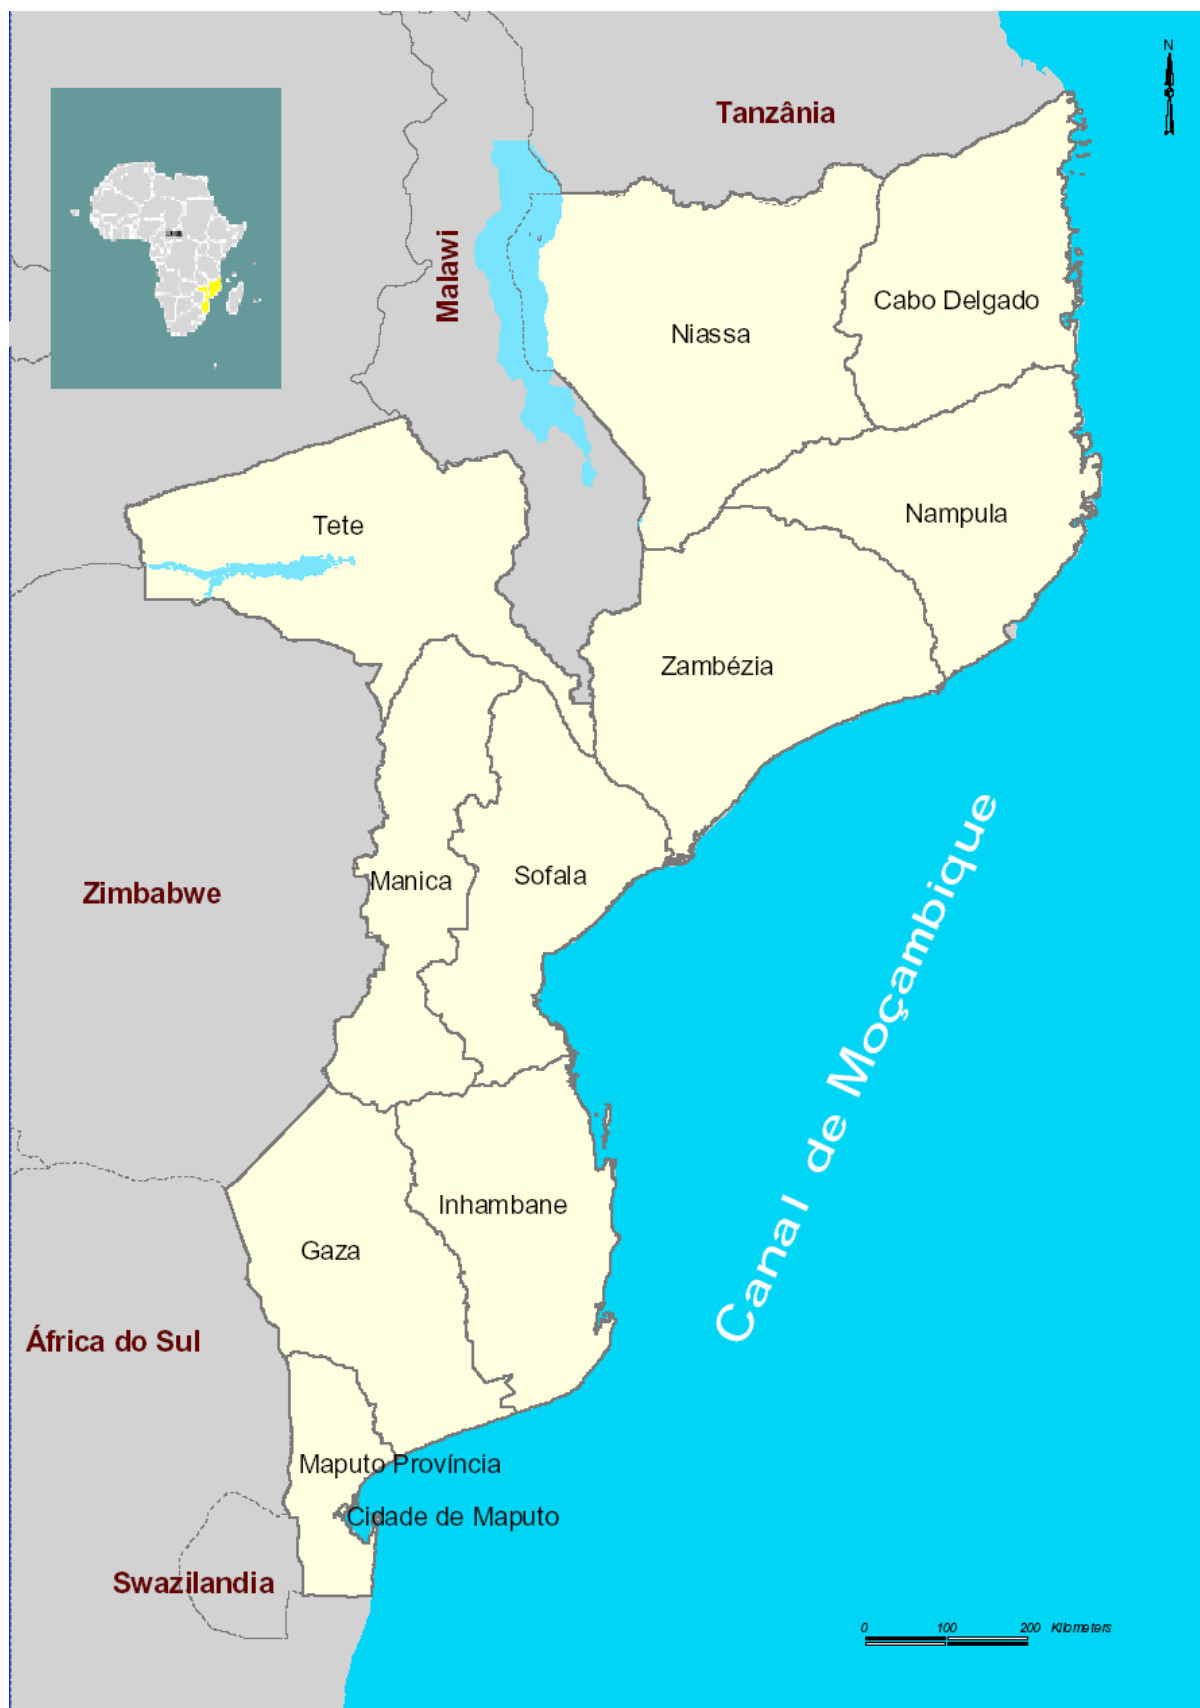 N
Tanzânia
Malawi
Cabo Delgado
Niassa
Nampula
Tete
Zambézia
Manica
Sofala
Zimbabwe
Canal de Moçambique
Inhambane
Gaza
África do Sul
Maputo Província
Cidade de Maputo
Swazilandia
0 100 200 Kilometers